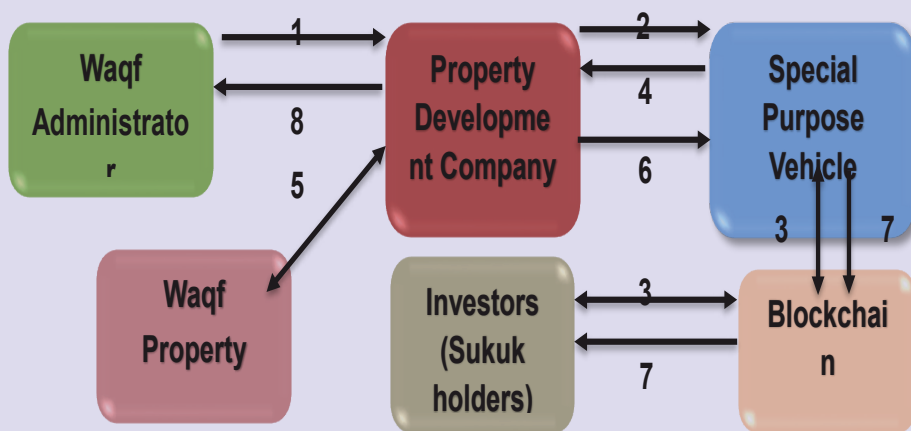 1
2
Waqf
Administrato
r
Property
Developme
nt Company
Special
Purpose
Vehicle
8
4
5
6
3
7
Waqf
Property
Investors
(Sukuk
holders)
3
7
Blockchai
n